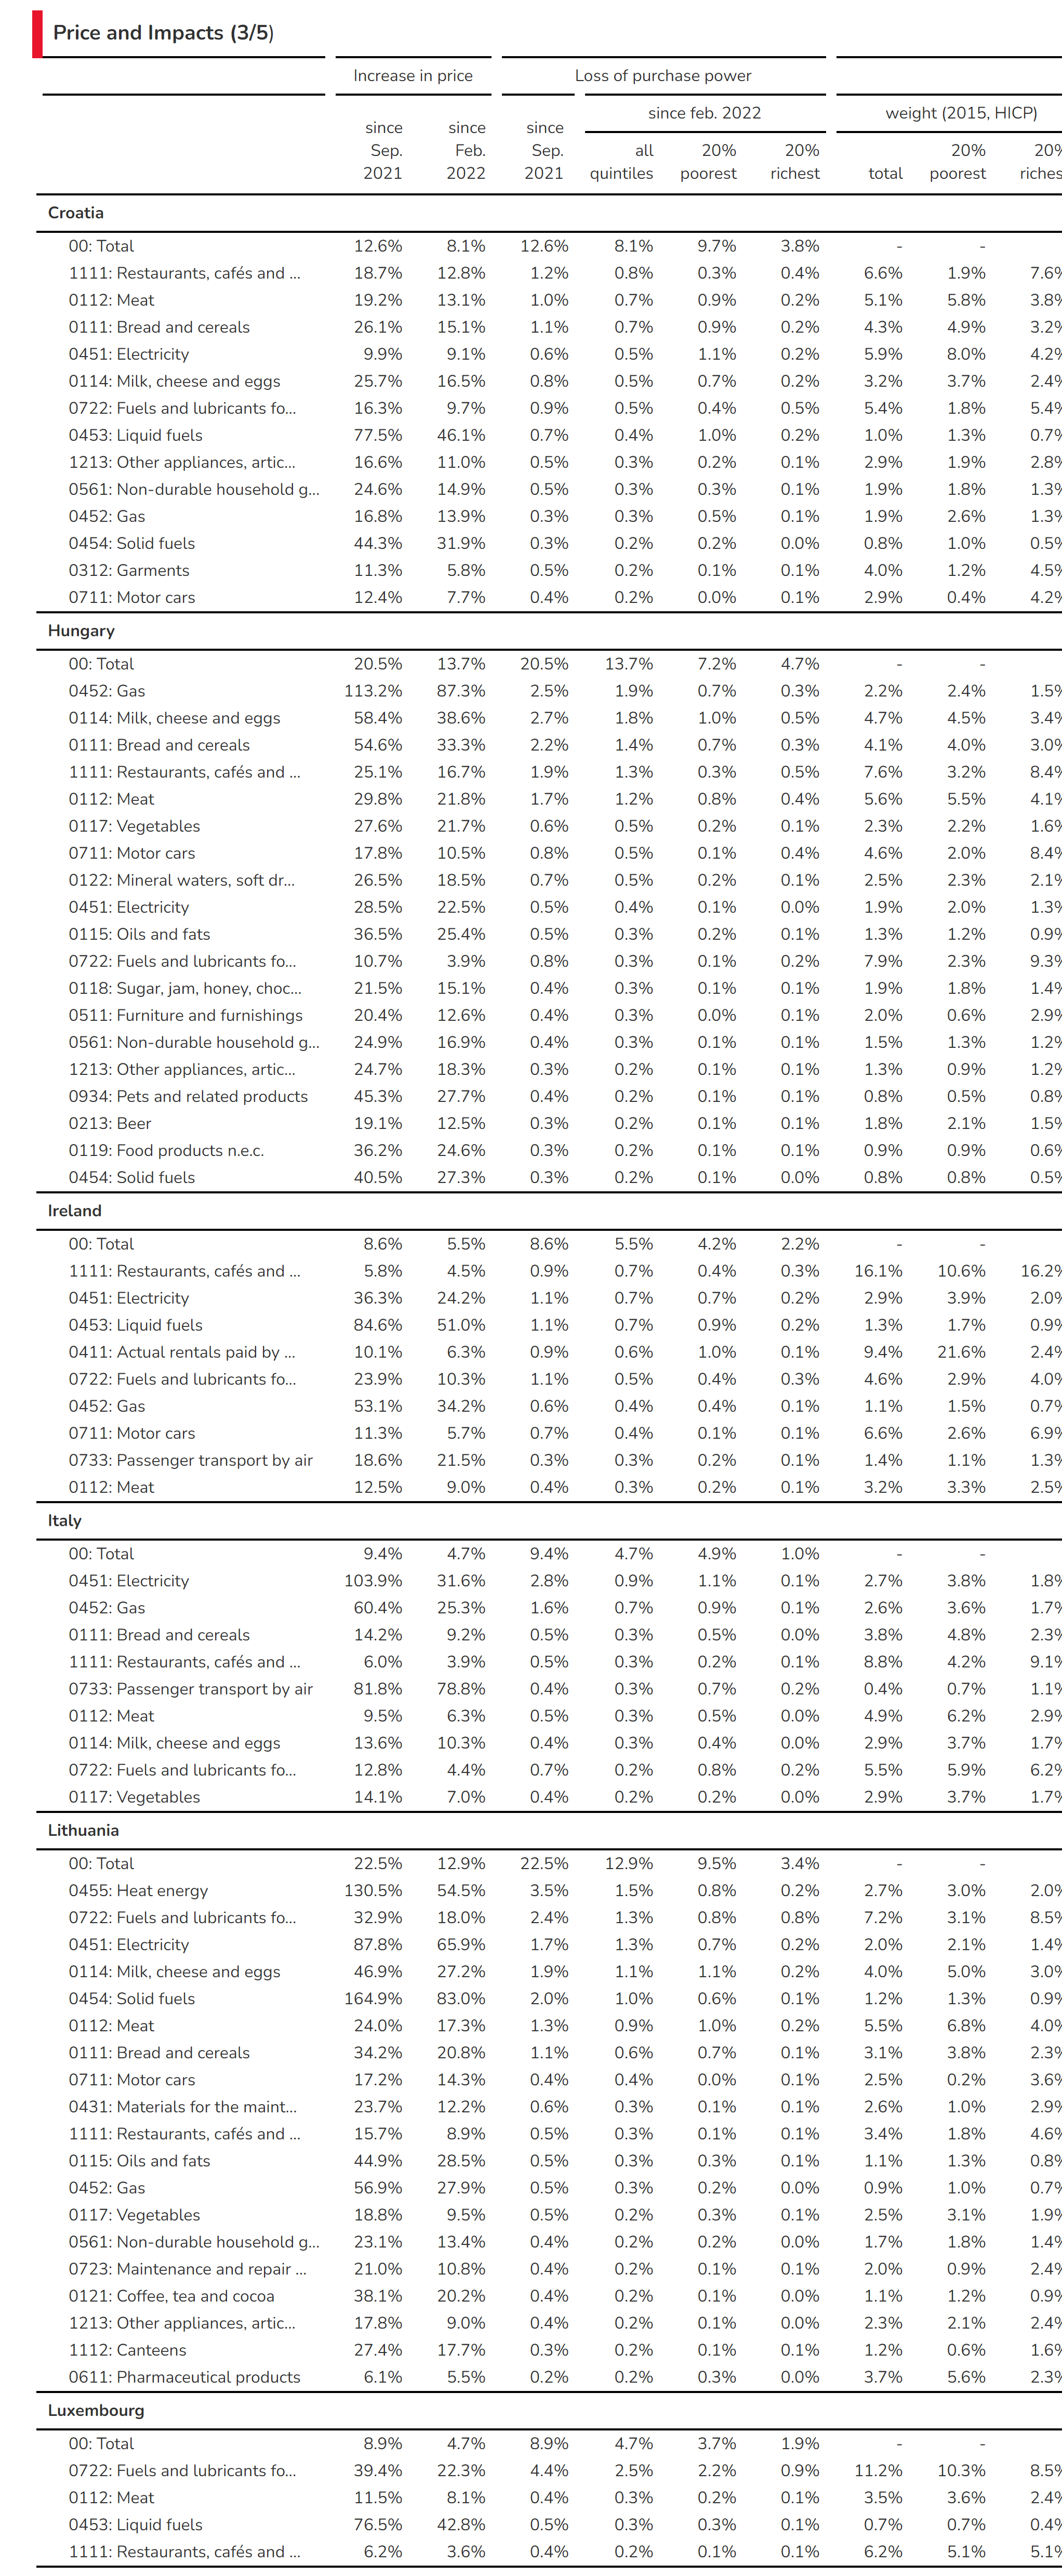 Price and Impacts (3/5)
Increase in price Loss of purchase power
since feb. 2022 weight (2015, HICP)
since since since
Sep. Feb. Sep. all 20% 20% 20% 20%
2021 2022 2021 quintiles poorest richest total poorest riches
Croatia
00: Total 12.6% 8.1% 12.6% 8.1% 9.7% 3.8% - -
1111: Restaurants, cafés and ... 18.7% 12.8% 1.2% 0.8% 0.3% 0.4% 6.6% 1.9% 7.6%
0112: Meat 19.2% 13.1% 1.0% 0.7% 0.9% 0.2% 5.1% 5.8% 3.8%
0111: Bread and cereals 26.1% 15.1% 1.1% 0.7% 0.9% 0.2% 4.3% 4.9% 3.2%
0451: Electricity 9.9% 9.1% 0.6% 0.5% 1.1% 0.2% 5.9% 8.0% 4.2%
0114: Milk, cheese and eggs 25.7% 16.5% 0.8% 0.5% 0.7% 0.2% 3.2% 3.7% 2.4%
0722: Fuels and lubricants fo... 16.3% 9.7% 0.9% 0.5% 0.4% 0.5% 5.4% 1.8% 5.4%
0453: Liquid fuels 77.5% 46.1% 0.7% 0.4% 1.0% 0.2% 1.0% 1.3% 0.7%
1213: Other appliances, artic... 16.6% 11.0% 0.5% 0.3% 0.2% 0.1% 2.9% 1.9% 2.8%
0561: Non-durable household g... 24.6% 14.9% 0.5% 0.3% 0.3% 0.1% 1.9% 1.8% 1.3%
0452: Gas 16.8% 13.9% 0.3% 0.3% 0.5% 0.1% 1.9% 2.6% 1.3%
0454: Solid fuels 44.3% 31.9% 0.3% 0.2% 0.2% 0.0% 0.8% 1.0% 0.5%
0312: Garments 11.3% 5.8% 0.5% 0.2% 0.1% 0.1% 4.0% 1.2% 4.5%
0711: Motor cars 12.4% 7.7% 0.4% 0.2% 0.0% 0.1% 2.9% 0.4% 4.2%
Hungary
00: Total 20.5% 13.7% 20.5% 13.7% 7.2% 4.7% - -
0452: Gas 113.2% 87.3% 2.5% 1.9% 0.7% 0.3% 2.2% 2.4% 1.5%
0114: Milk, cheese and eggs 58.4% 38.6% 2.7% 1.8% 1.0% 0.5% 4.7% 4.5% 3.4%
0111: Bread and cereals 54.6% 33.3% 2.2% 1.4% 0.7% 0.3% 4.1% 4.0% 3.0%
1111: Restaurants, cafés and ... 25.1% 16.7% 1.9% 1.3% 0.3% 0.5% 7.6% 3.2% 8.4%
0112: Meat 29.8% 21.8% 1.7% 1.2% 0.8% 0.4% 5.6% 5.5% 4.1%
0117: Vegetables 27.6% 21.7% 0.6% 0.5% 0.2% 0.1% 2.3% 2.2% 1.6%
0711: Motor cars 17.8% 10.5% 0.8% 0.5% 0.1% 0.4% 4.6% 2.0% 8.4%
0122: Mineral waters, soft dr... 26.5% 18.5% 0.7% 0.5% 0.2% 0.1% 2.5% 2.3% 2.1%
0451: Electricity 28.5% 22.5% 0.5% 0.4% 0.1% 0.0% 1.9% 2.0% 1.3%
0115: Oils and fats 36.5% 25.4% 0.5% 0.3% 0.2% 0.1% 1.3% 1.2% 0.9%
0722: Fuels and lubricants fo... 10.7% 3.9% 0.8% 0.3% 0.1% 0.2% 7.9% 2.3% 9.3%
0118: Sugar, jam, honey, choc... 21.5% 15.1% 0.4% 0.3% 0.1% 0.1% 1.9% 1.8% 1.4%
0511: Furniture and furnishings 20.4% 12.6% 0.4% 0.3% 0.0% 0.1% 2.0% 0.6% 2.9%
0561: Non-durable household g... 24.9% 16.9% 0.4% 0.3% 0.1% 0.1% 1.5% 1.3% 1.2%
1213: Other appliances, artic... 24.7% 18.3% 0.3% 0.2% 0.1% 0.1% 1.3% 0.9% 1.2%
0934: Pets and related products 45.3% 27.7% 0.4% 0.2% 0.1% 0.1% 0.8% 0.5% 0.8%
0213: Beer 19.1% 12.5% 0.3% 0.2% 0.1% 0.1% 1.8% 2.1% 1.5%
0119: Food products n.e.c. 36.2% 24.6% 0.3% 0.2% 0.1% 0.1% 0.9% 0.9% 0.6%
0454: Solid fuels 40.5% 27.3% 0.3% 0.2% 0.1% 0.0% 0.8% 0.8% 0.5%
Ireland
00: Total 8.6% 5.5% 8.6% 5.5% 4.2% 2.2% - -
1111: Restaurants, cafés and ... 5.8% 4.5% 0.9% 0.7% 0.4% 0.3% 16.1% 10.6% 16.2%
0451: Electricity 36.3% 24.2% 1.1% 0.7% 0.7% 0.2% 2.9% 3.9% 2.0%
0453: Liquid fuels 84.6% 51.0% 1.1% 0.7% 0.9% 0.2% 1.3% 1.7% 0.9%
0411: Actual rentals paid by ... 10.1% 6.3% 0.9% 0.6% 1.0% 0.1% 9.4% 21.6% 2.4%
0722: Fuels and lubricants fo... 23.9% 10.3% 1.1% 0.5% 0.4% 0.3% 4.6% 2.9% 4.0%
0452: Gas 53.1% 34.2% 0.6% 0.4% 0.4% 0.1% 1.1% 1.5% 0.7%
0711: Motor cars 11.3% 5.7% 0.7% 0.4% 0.1% 0.1% 6.6% 2.6% 6.9%
0733: Passenger transport by air 18.6% 21.5% 0.3% 0.3% 0.2% 0.1% 1.4% 1.1% 1.3%
0112: Meat 12.5% 9.0% 0.4% 0.3% 0.2% 0.1% 3.2% 3.3% 2.5%
Italy
00: Total 9.4% 4.7% 9.4% 4.7% 4.9% 1.0% - -
0451: Electricity 103.9% 31.6% 2.8% 0.9% 1.1% 0.1% 2.7% 3.8% 1.8%
0452: Gas 60.4% 25.3% 1.6% 0.7% 0.9% 0.1% 2.6% 3.6% 1.7%
0111: Bread and cereals 14.2% 9.2% 0.5% 0.3% 0.5% 0.0% 3.8% 4.8% 2.3%
1111: Restaurants, cafés and ... 6.0% 3.9% 0.5% 0.3% 0.2% 0.1% 8.8% 4.2% 9.1%
0733: Passenger transport by air 81.8% 78.8% 0.4% 0.3% 0.7% 0.2% 0.4% 0.7% 1.1%
0112: Meat 9.5% 6.3% 0.5% 0.3% 0.5% 0.0% 4.9% 6.2% 2.9%
0114: Milk, cheese and eggs 13.6% 10.3% 0.4% 0.3% 0.4% 0.0% 2.9% 3.7% 1.7%
0722: Fuels and lubricants fo... 12.8% 4.4% 0.7% 0.2% 0.8% 0.2% 5.5% 5.9% 6.2%
0117: Vegetables 14.1% 7.0% 0.4% 0.2% 0.2% 0.0% 2.9% 3.7% 1.7%
Lithuania
00: Total 22.5% 12.9% 22.5% 12.9% 9.5% 3.4% - -
0455: Heat energy 130.5% 54.5% 3.5% 1.5% 0.8% 0.2% 2.7% 3.0% 2.0%
0722: Fuels and lubricants fo... 32.9% 18.0% 2.4% 1.3% 0.8% 0.8% 7.2% 3.1% 8.5%
0451: Electricity 87.8% 65.9% 1.7% 1.3% 0.7% 0.2% 2.0% 2.1% 1.4%
0114: Milk, cheese and eggs 46.9% 27.2% 1.9% 1.1% 1.1% 0.2% 4.0% 5.0% 3.0%
0454: Solid fuels 164.9% 83.0% 2.0% 1.0% 0.6% 0.1% 1.2% 1.3% 0.9%
0112: Meat 24.0% 17.3% 1.3% 0.9% 1.0% 0.2% 5.5% 6.8% 4.0%
0111: Bread and cereals 34.2% 20.8% 1.1% 0.6% 0.7% 0.1% 3.1% 3.8% 2.3%
0711: Motor cars 17.2% 14.3% 0.4% 0.4% 0.0% 0.1% 2.5% 0.2% 3.6%
0431: Materials for the maint... 23.7% 12.2% 0.6% 0.3% 0.1% 0.1% 2.6% 1.0% 2.9%
1111: Restaurants, cafés and ... 15.7% 8.9% 0.5% 0.3% 0.1% 0.1% 3.4% 1.8% 4.6%
0115: Oils and fats 44.9% 28.5% 0.5% 0.3% 0.3% 0.1% 1.1% 1.3% 0.8%
0452: Gas 56.9% 27.9% 0.5% 0.3% 0.2% 0.0% 0.9% 1.0% 0.7%
0117: Vegetables 18.8% 9.5% 0.5% 0.2% 0.3% 0.1% 2.5% 3.1% 1.9%
0561: Non-durable household g... 23.1% 13.4% 0.4% 0.2% 0.2% 0.0% 1.7% 1.8% 1.4%
0723: Maintenance and repair ... 21.0% 10.8% 0.4% 0.2% 0.1% 0.1% 2.0% 0.9% 2.4%
0121: Coffee, tea and cocoa 38.1% 20.2% 0.4% 0.2% 0.1% 0.0% 1.1% 1.2% 0.9%
1213: Other appliances, artic... 17.8% 9.0% 0.4% 0.2% 0.1% 0.0% 2.3% 2.1% 2.4%
1112: Canteens 27.4% 17.7% 0.3% 0.2% 0.1% 0.1% 1.2% 0.6% 1.6%
0611: Pharmaceutical products 6.1% 5.5% 0.2% 0.2% 0.3% 0.0% 3.7% 5.6% 2.3%
Luxembourg
00: Total 8.9% 4.7% 8.9% 4.7% 3.7% 1.9% - -
0722: Fuels and lubricants fo... 39.4% 22.3% 4.4% 2.5% 2.2% 0.9% 11.2% 10.3% 8.5%
0112: Meat 11.5% 8.1% 0.4% 0.3% 0.2% 0.1% 3.5% 3.6% 2.4%
0453: Liquid fuels 76.5% 42.8% 0.5% 0.3% 0.3% 0.1% 0.7% 0.7% 0.4%
1111: Restaurants, cafés and ... 6.2% 3.6% 0.4% 0.2% 0.1% 0.1% 6.2% 5.1% 5.1%